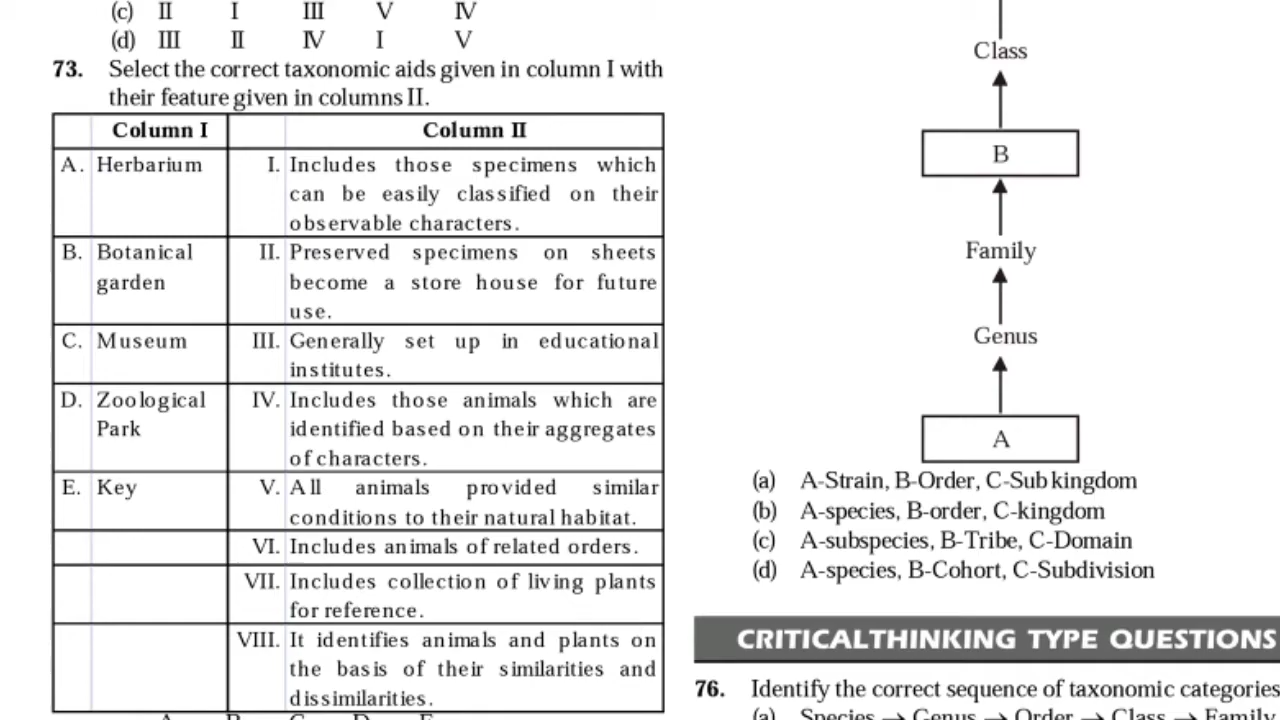 (c) II I III V IV
(d) III II IV I V
73. Select the correct taxonomic aids given in column I with
their feature given in columns II.
Column I Column II
A. Herbarium I. Includes those specimens which
can be easily classified on their
observable characters.
B. Botanical II. Preserved specimens on sheets
garden become a store house for future
use.
C. Museum III. Generally set up in educational
institutes.
D. Zoological IV. Includes those animals which are
Park identified based on their aggregates
of characters.
E. Key V. All animals provided similar
conditions to their natural habitat.
VI. Includes animals of related orders.
VII. Includes collection of living plants
for reference.
VIII. It identifies animals and plants on
the basis of their similarities and
dissimilarities.
A B C D E
Class
B
Family
Genus
A
(a) A-Strain, B-Order, C-Sub kingdom
(b) A-species, B-order, C-kingdom
(c) A-subspecies, B-Tribe, C-Domain
(d) A-species, B-Cohort, C-Subdivision
CRITICALTHINKING TYPE QUESTIONS
76. Identify the correct sequence of taxonomic categories
(a) Species → Genus → Order → Class → Family